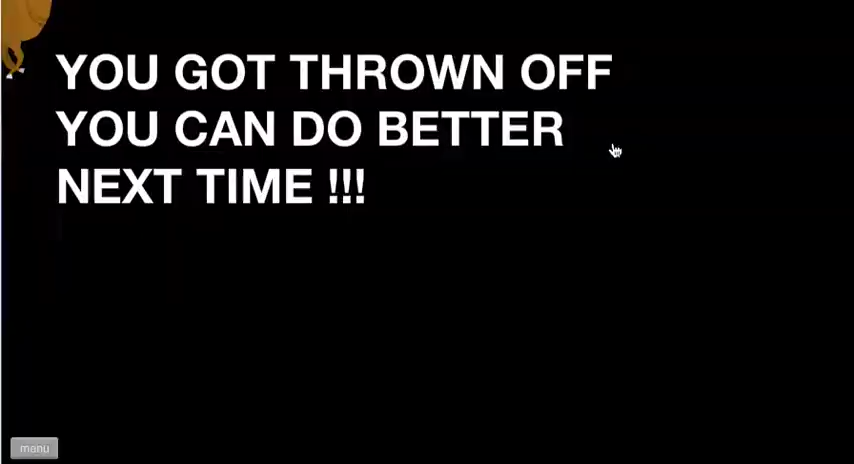 YOU GOT THROWN OFF
YOU CAN DO BETTER
NEXT TIME !!!
menu